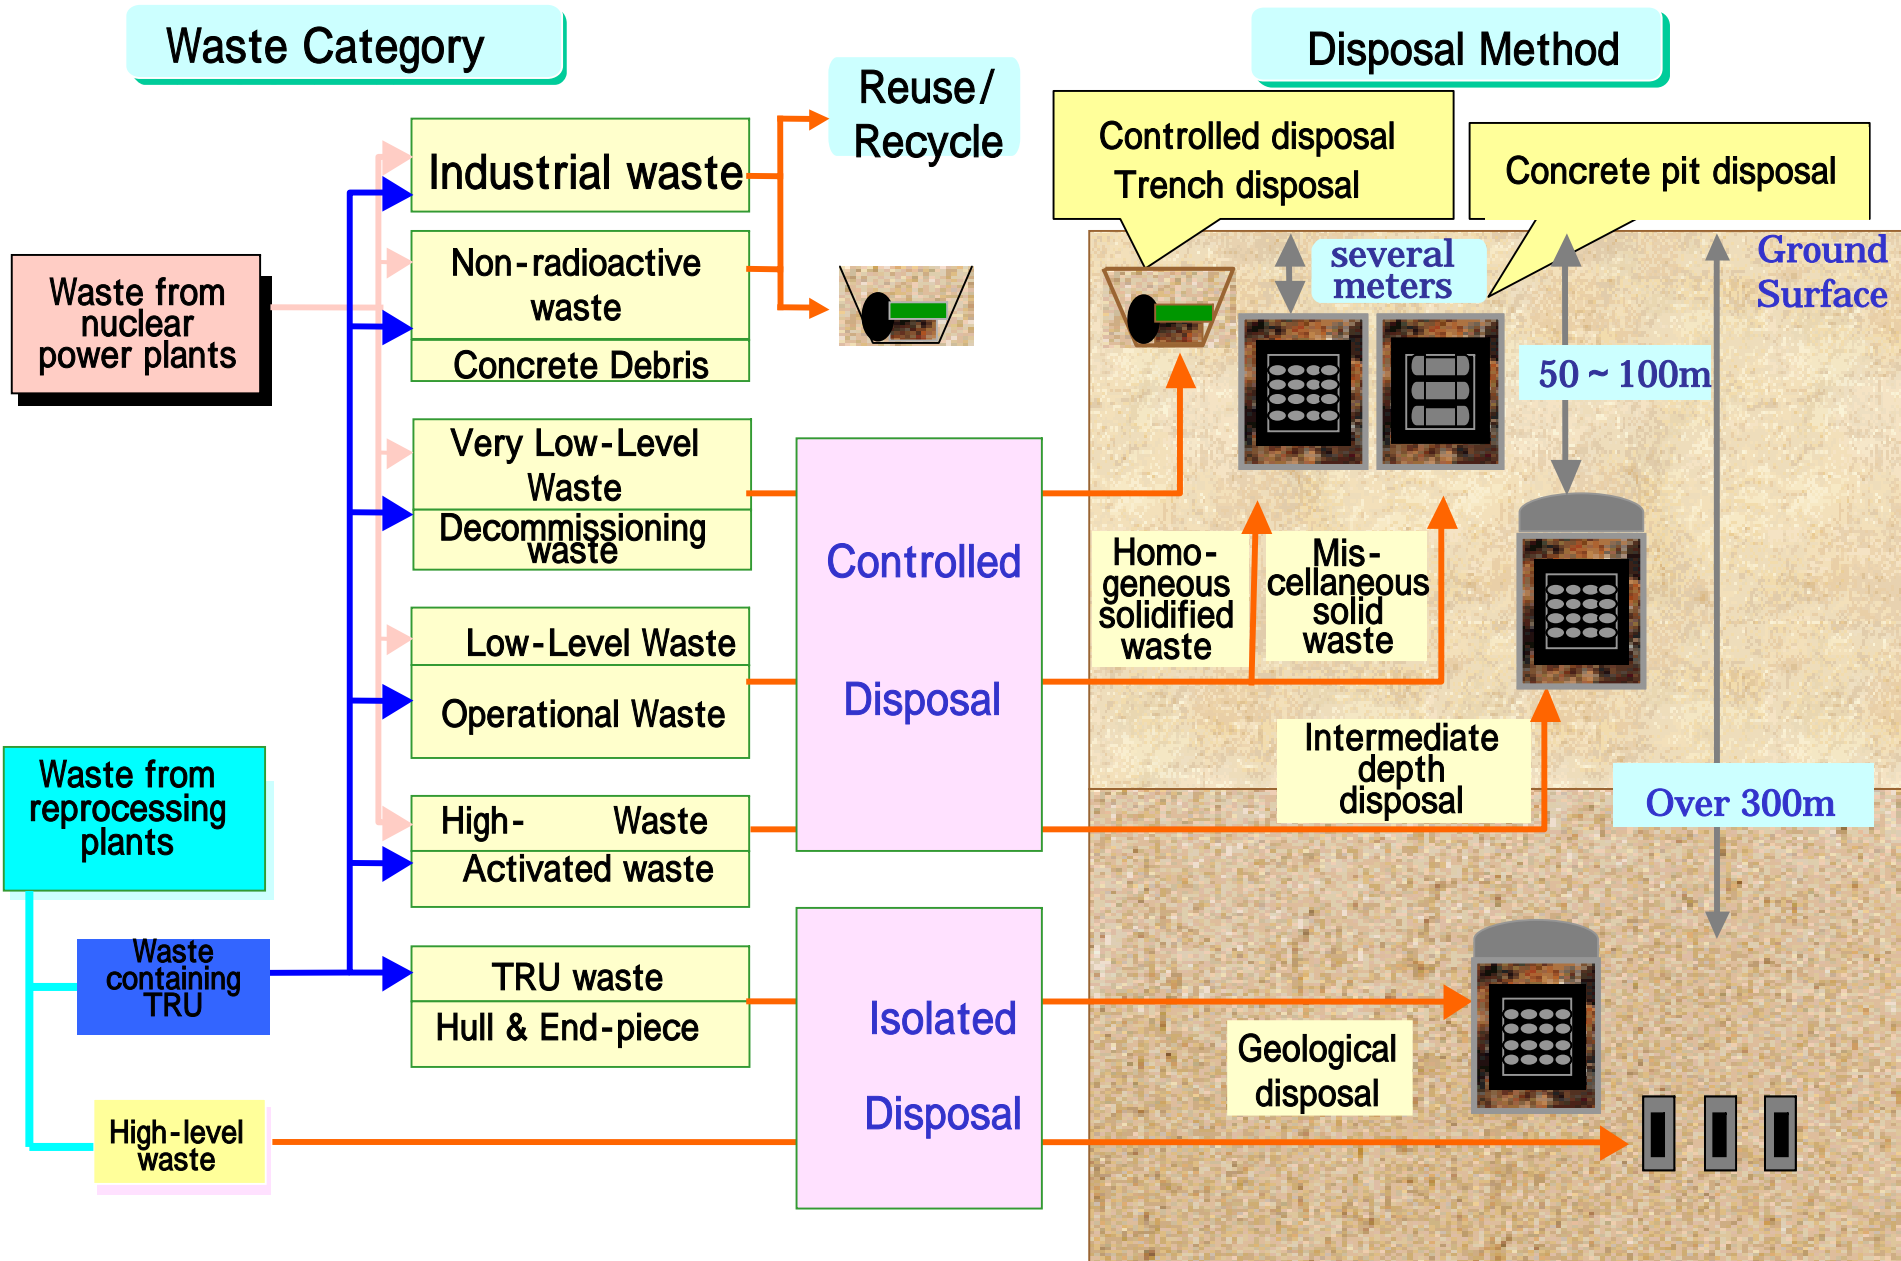 Waste Category
Disposal Method
Reuse/
Recycle
Controlled disposal
Trench disposal
Concrete pit disposal
Industrial waste
Non-radioactive
waste
Concrete Debris
Waste from
nuclear
power plants
several
meters
Ground
Surface
50 ~ 100m
Very Low-Level
Waste
Decommissioning
waste
Controlled
Disposal
Homo-
geneous
solidified
waste
Mis-
cellaneous
solid
waste
Low-Level Waste
Operational Waste
Intermediate
depth
disposal
Over 300m
Waste from
reprocessing
plants
High- Waste
Activated waste
Waste
containing
TRU
TRU waste
Hull & End-piece
Isolated
Disposal
Geological
disposal
High-level
waste